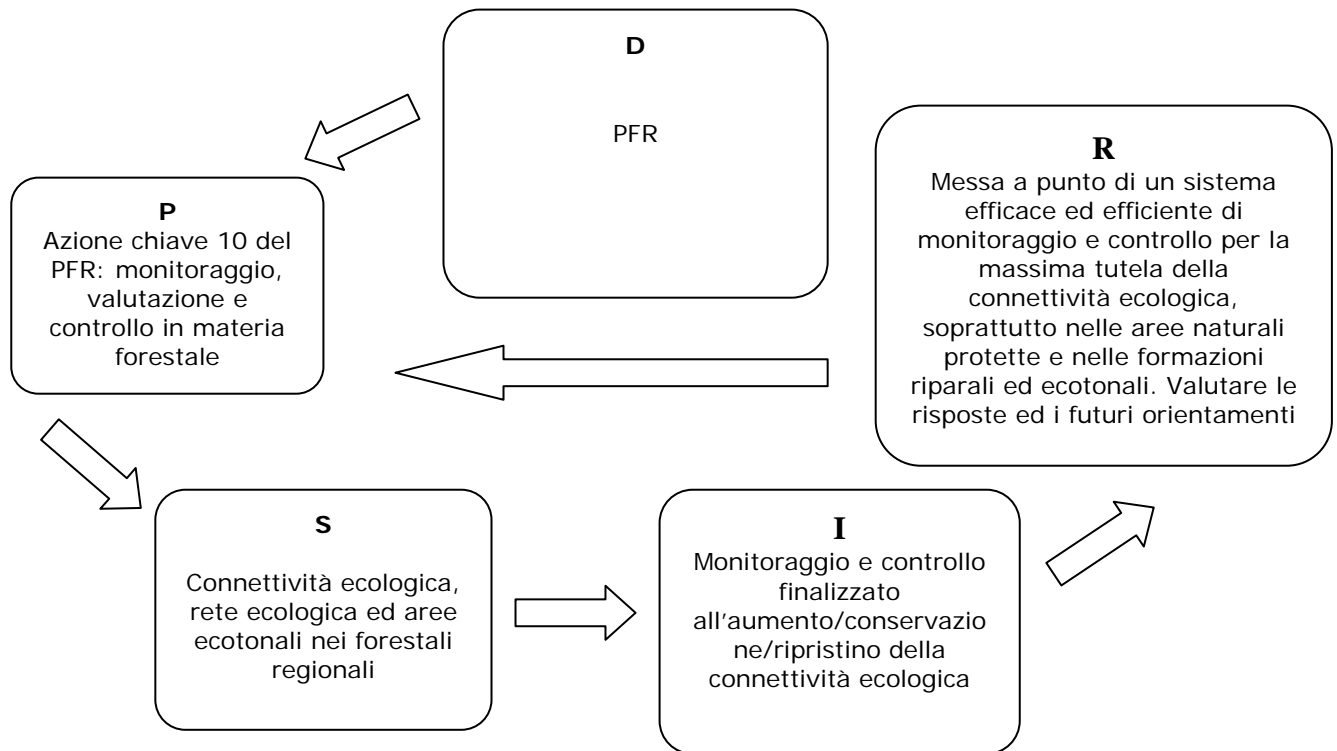 D
PFR
P
Azione chiave 10 del
PFR: monitoraggio,
valutazione e
controllo in materia
forestale
R
Messa a punto di un sistema
efficace ed efficiente di
monitoraggio e controllo per la
massima tutela della
connettività ecologica,
soprattutto nelle aree naturali
protette e nelle formazioni
riparali ed ecotonali. Valutare le
risposte ed i futuri orientamenti
S
Connettività ecologica,
rete ecologica ed aree
ecotonali nei forestali
regionali
I
Monitoraggio e controllo
finalizzato
all'aumento/conservazio
ne/ripristino della
connettività ecologica